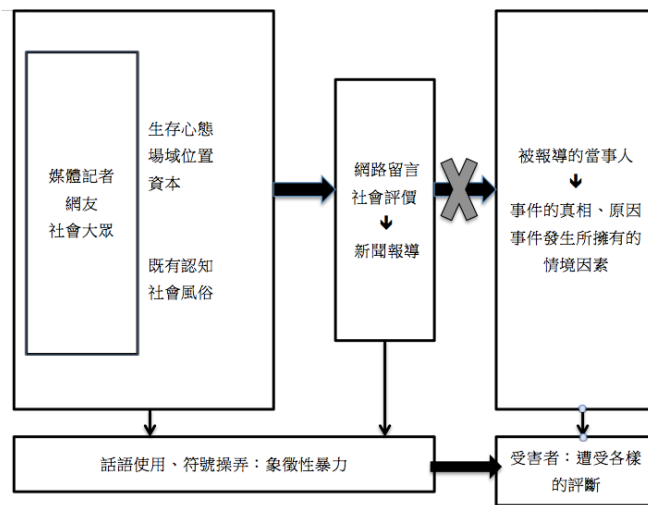 媒體記者
網友
社會大眾
生存心態
場域位置
資本
既有認知
社會風俗
網路留言
社會評價
新聞報導
被報導的當事人
事件的真相、原因
事件發生所擁有的
情境因素
話語使用、符號操弄：象徵性暴力
受害者：遭受各樣
的評斷